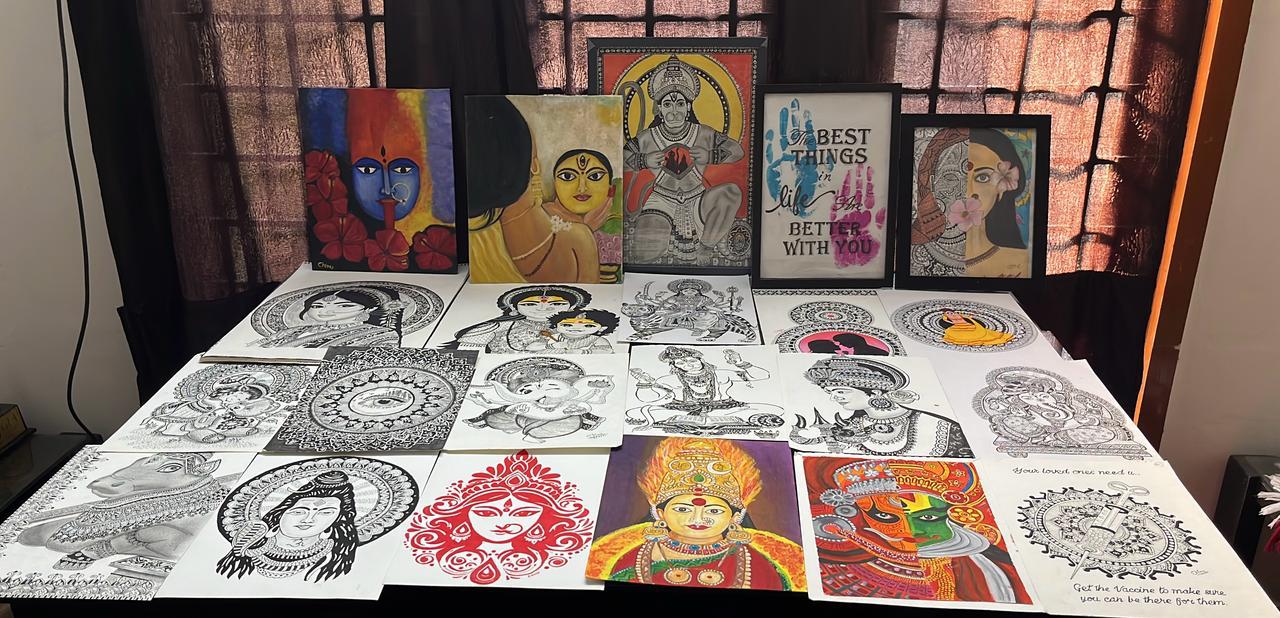 The BEST
THINGS
in
life Are
BETTER
WITH YOU
Your loved ones need u...
Get the Vaccine to make sure
you can be there for them.